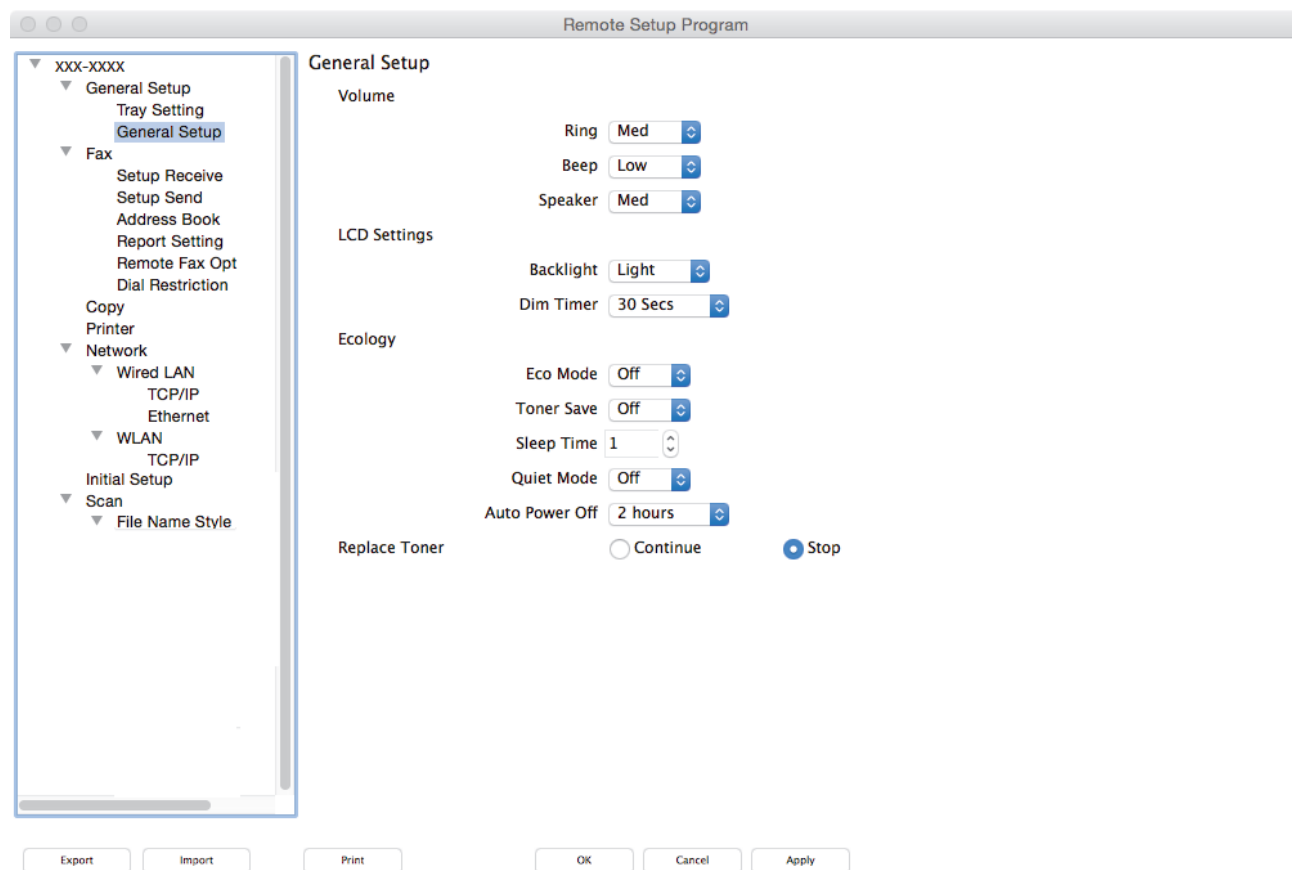 Remote Setup Program
XXX-XXXX
General Setup
Tray Setting
General Setup
Fax
Setup Receive
Setup Send
Address Book
Report Setting
Remote Fax Opt
Dial Restriction
Copy
Printer
Network
Wired LAN
TCP/IP
Ethernet
WLAN
TCP/IP
Initial Setup
Scan
File Name Style
General Setup
Volume
Ring Med
Beep Low
Speaker Med
LCD Settings
Backlight Light
Dim Timer 30 Secs
Ecology
Eco Mode Off
Toner Save Off
Sleep Time 1
Quiet Mode Off
Auto Power Off 2 hours
Replace Toner Continue Stop
Export Import Print OK Cancel Apply